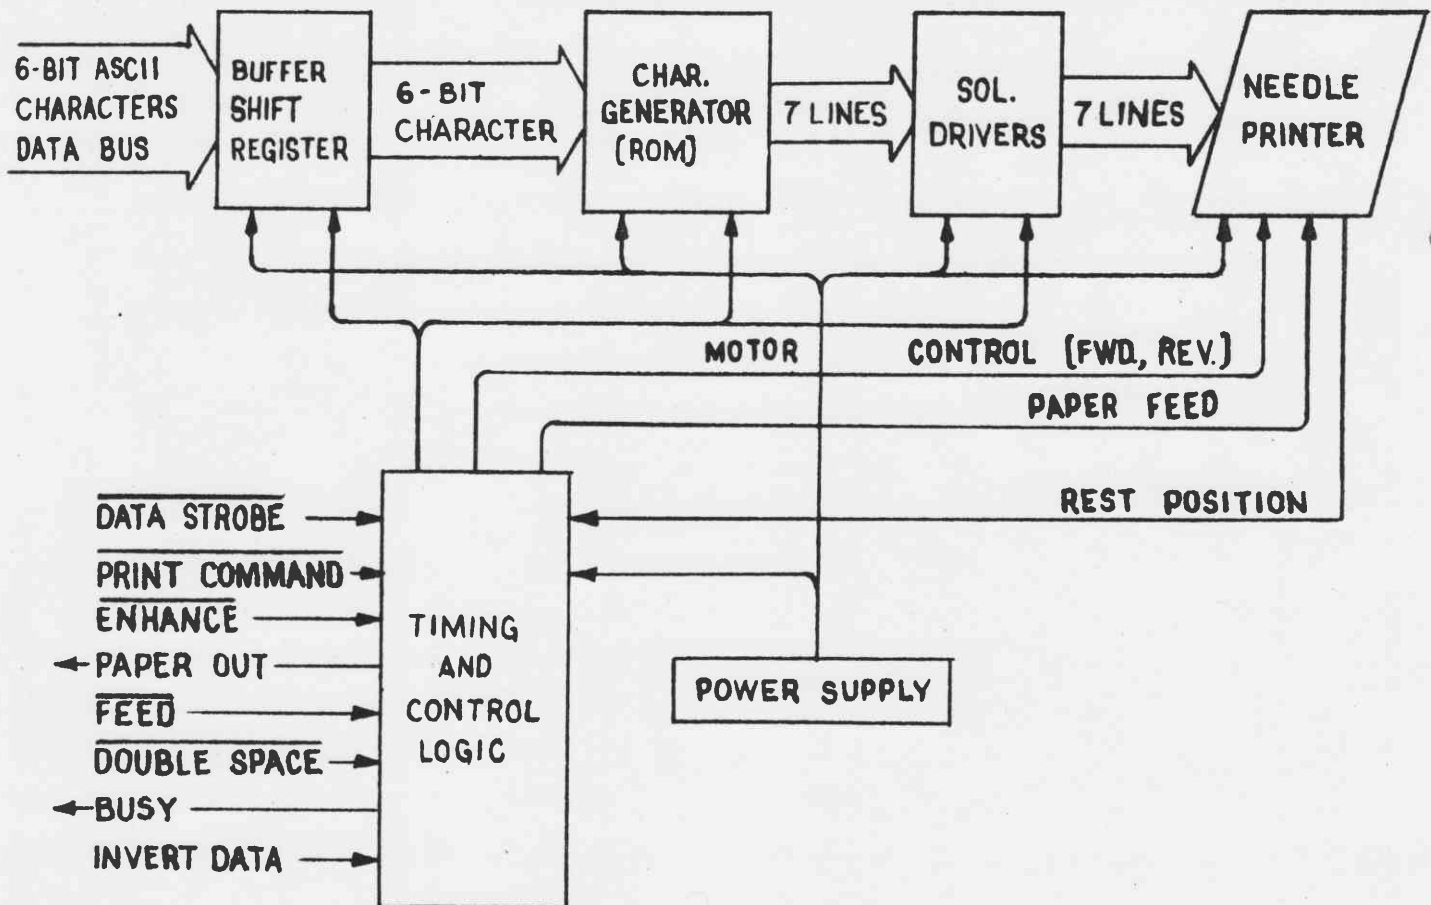 6-BIT ASCII
CHARACTERS
DATA BUS
BUFFER
SHIFT
REGISTER
6-BIT
CHARACTER
CHAR.
GENERATOR
(ROM)
7 LINES
SOL.
DRIVERS
7 LINES
NEEDLE
PRINTER
MOTOR CONTROL (FWD., REV.)
PAPER FEED
REST POSITION
DATA STROBE
PRINT COMMAND
ENHANCE
PAPER OUT
FEED
DOUBLE SPACE
BUSY
INVERT DATA
TIMING
AND
CONTROL
LOGIC
POWER SUPPLY